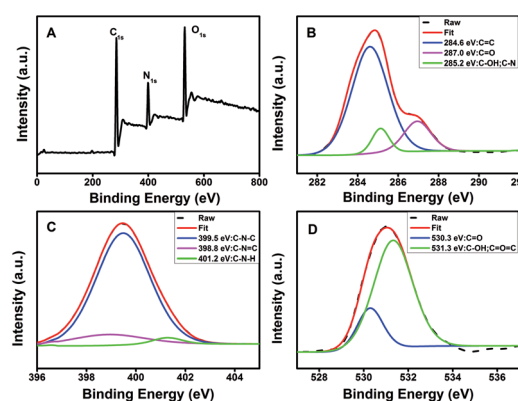 A
C1s
N1s
O1s
Intensity (a.u.)
0 200 400 600 800
Binding Energy (eV)
B
Raw
Fit
284.6 eV:C=C
287.0 eV:C=O
285.2 eV:C-OH;C-N
Intensity (a.u.)
282 284 286 288 290
Binding Energy (eV)
C
Raw
Fit
399.5 eV:C-N-C
398.8 eV:C-N=C
401.2 eV:C-N-H
Intensity (a.u.)
396 398 400 402 404
Binding Energy (eV)
D
Raw
Fit
530.3 eV:C=O
531.3 eV:C-OH;C=O=C
Intensity (a.u.)
528 530 532 534 536
Binding Energy (eV)